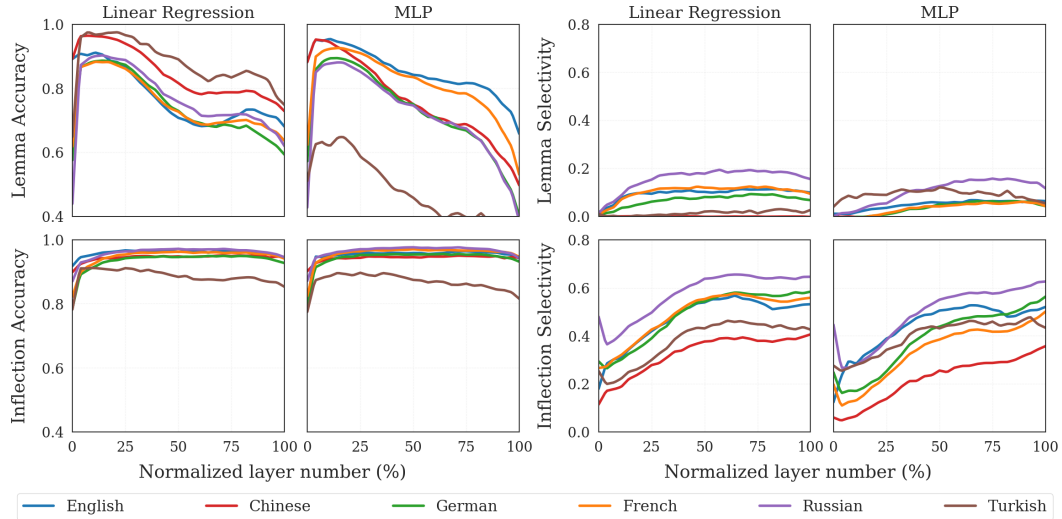 Linear Regression
MLP
Linear Regression
MLP
Lemma Accuracy
1.0
0.8
0.6
0.4
Lemma Selectivity
0.8
0.6
0.4
0.2
0.0
Inflection Accuracy
1.0
0.8
0.6
0.4
Inflection Selectivity
0.8
0.6
0.4
0.2
0.0
0 25 50 75 100
0 25 50 75 100
0 25 50 75 100
0 25 50 75 100
Normalized layer number (%)
Normalized layer number (%)
English Chinese German French Russian Turkish